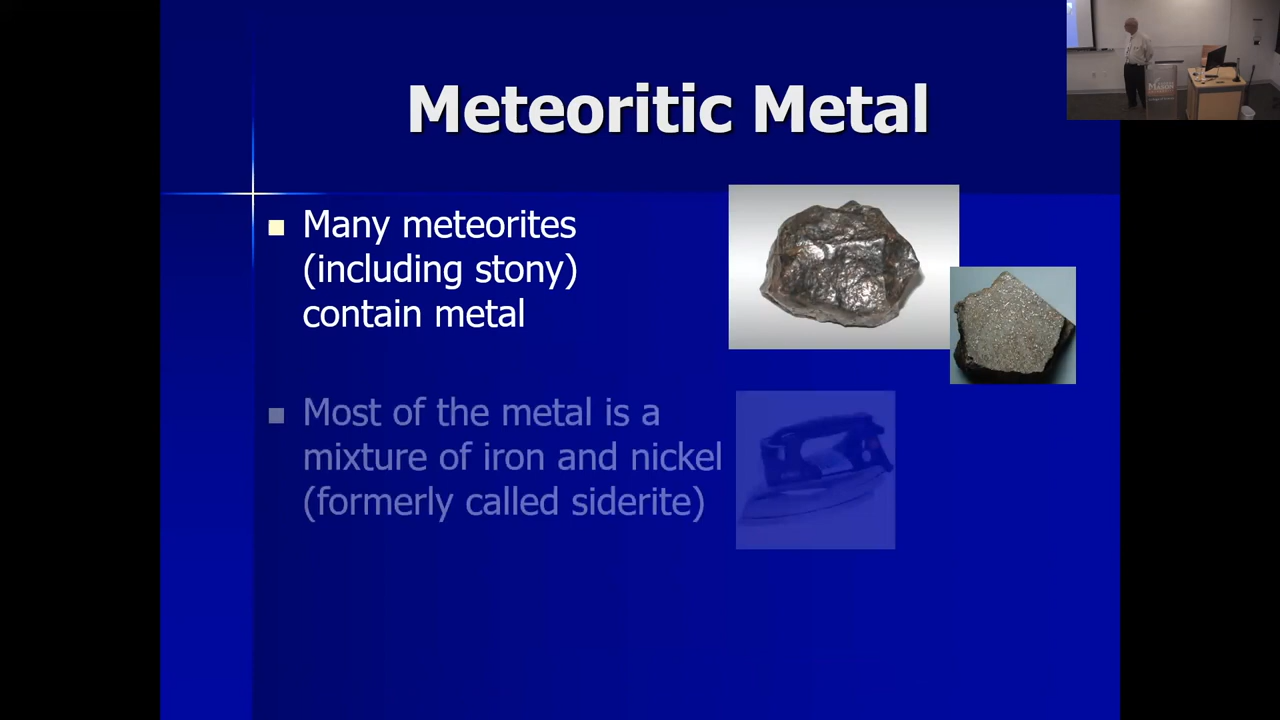 Meteoritic Metal
Many meteorites
(including stony)
contain metal
Most of the metal is a
mixture of iron and nickel
(formerly called siderite)
MASON